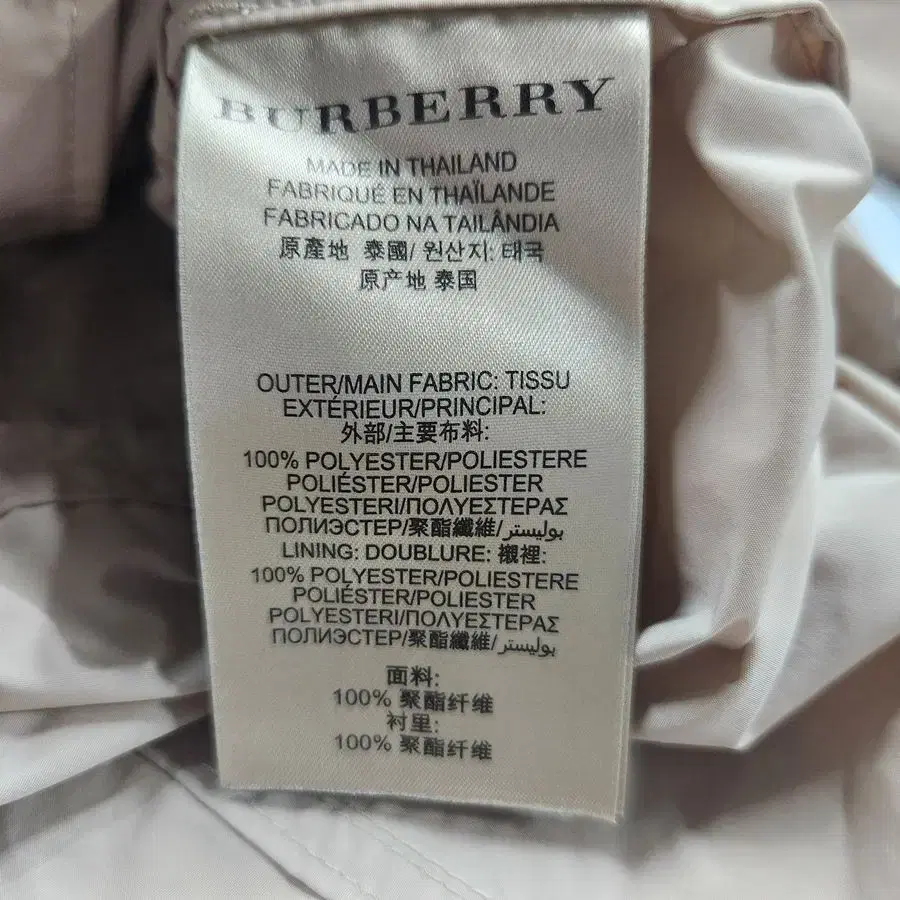 BURBERRY
MADE IN THAILAND
FABRIQUÉ EN THAÏLANDE
FABRICADO NA TAILÂNDIA
原產地 泰國/ 원산지: 태국
原产地 泰国
OUTER/MAIN FABRIC: TISSU
EXTÉRIEUR/PRINCIPAL:
外部/主要布料:
100% POLYESTER/POLIESTERE
POLIÉSTER/POLIESTER
POLYESTERI/ΠΟΛΥΕΣΤΕΡΑΣ
ПОЛИЭСТЕР/聚酯纖維/بوليستر
LINING: DOUBLURE: 襯裡:
100% POLYESTER/POLIESTERE
POLIÉSTER/POLIESTER
POLYESTERI/ΠΟΛΥΕΣΤΕΡΑΣ
ПОЛИЭСТЕР/聚酯纖維/بوليستر
面料:
100% 聚酯纤维
衬里:
100% 聚酯纤维